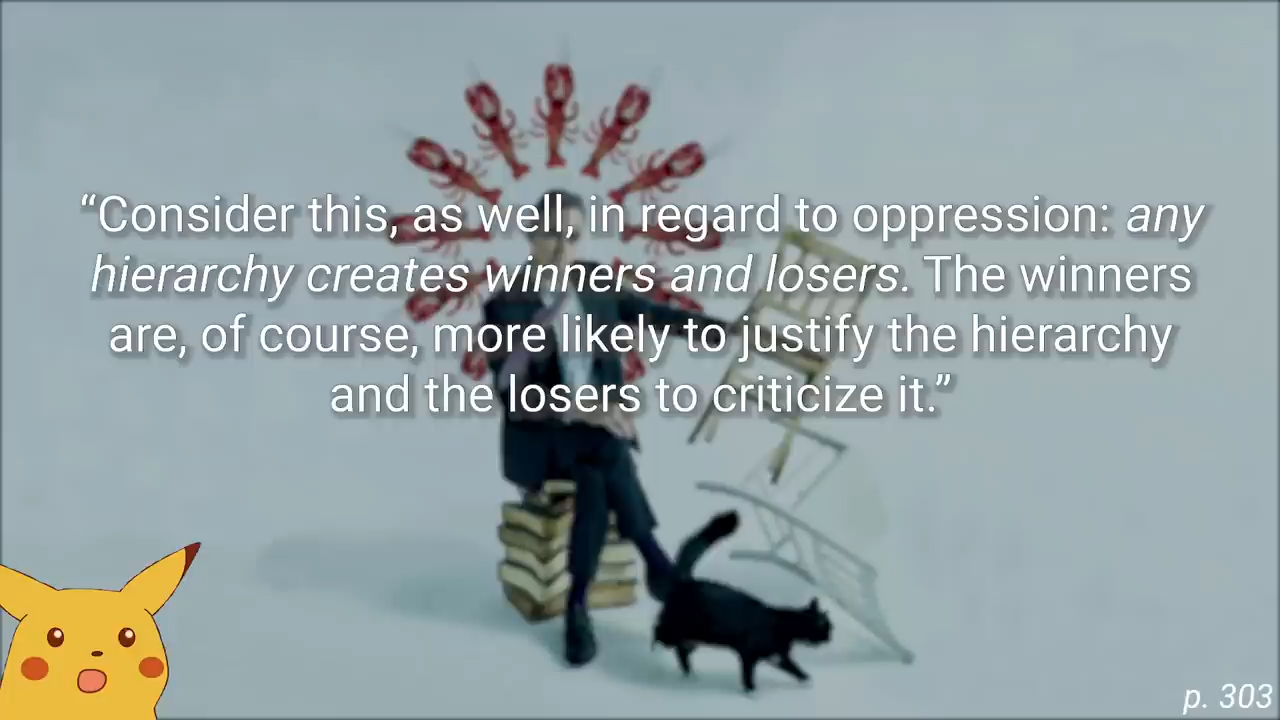 “Consider this, as well, in regard to oppression: any
hierarchy creates winners and losers. The winners
are, of course, more likely to justify the hierarchy
and the losers to criticize it.”
p. 303